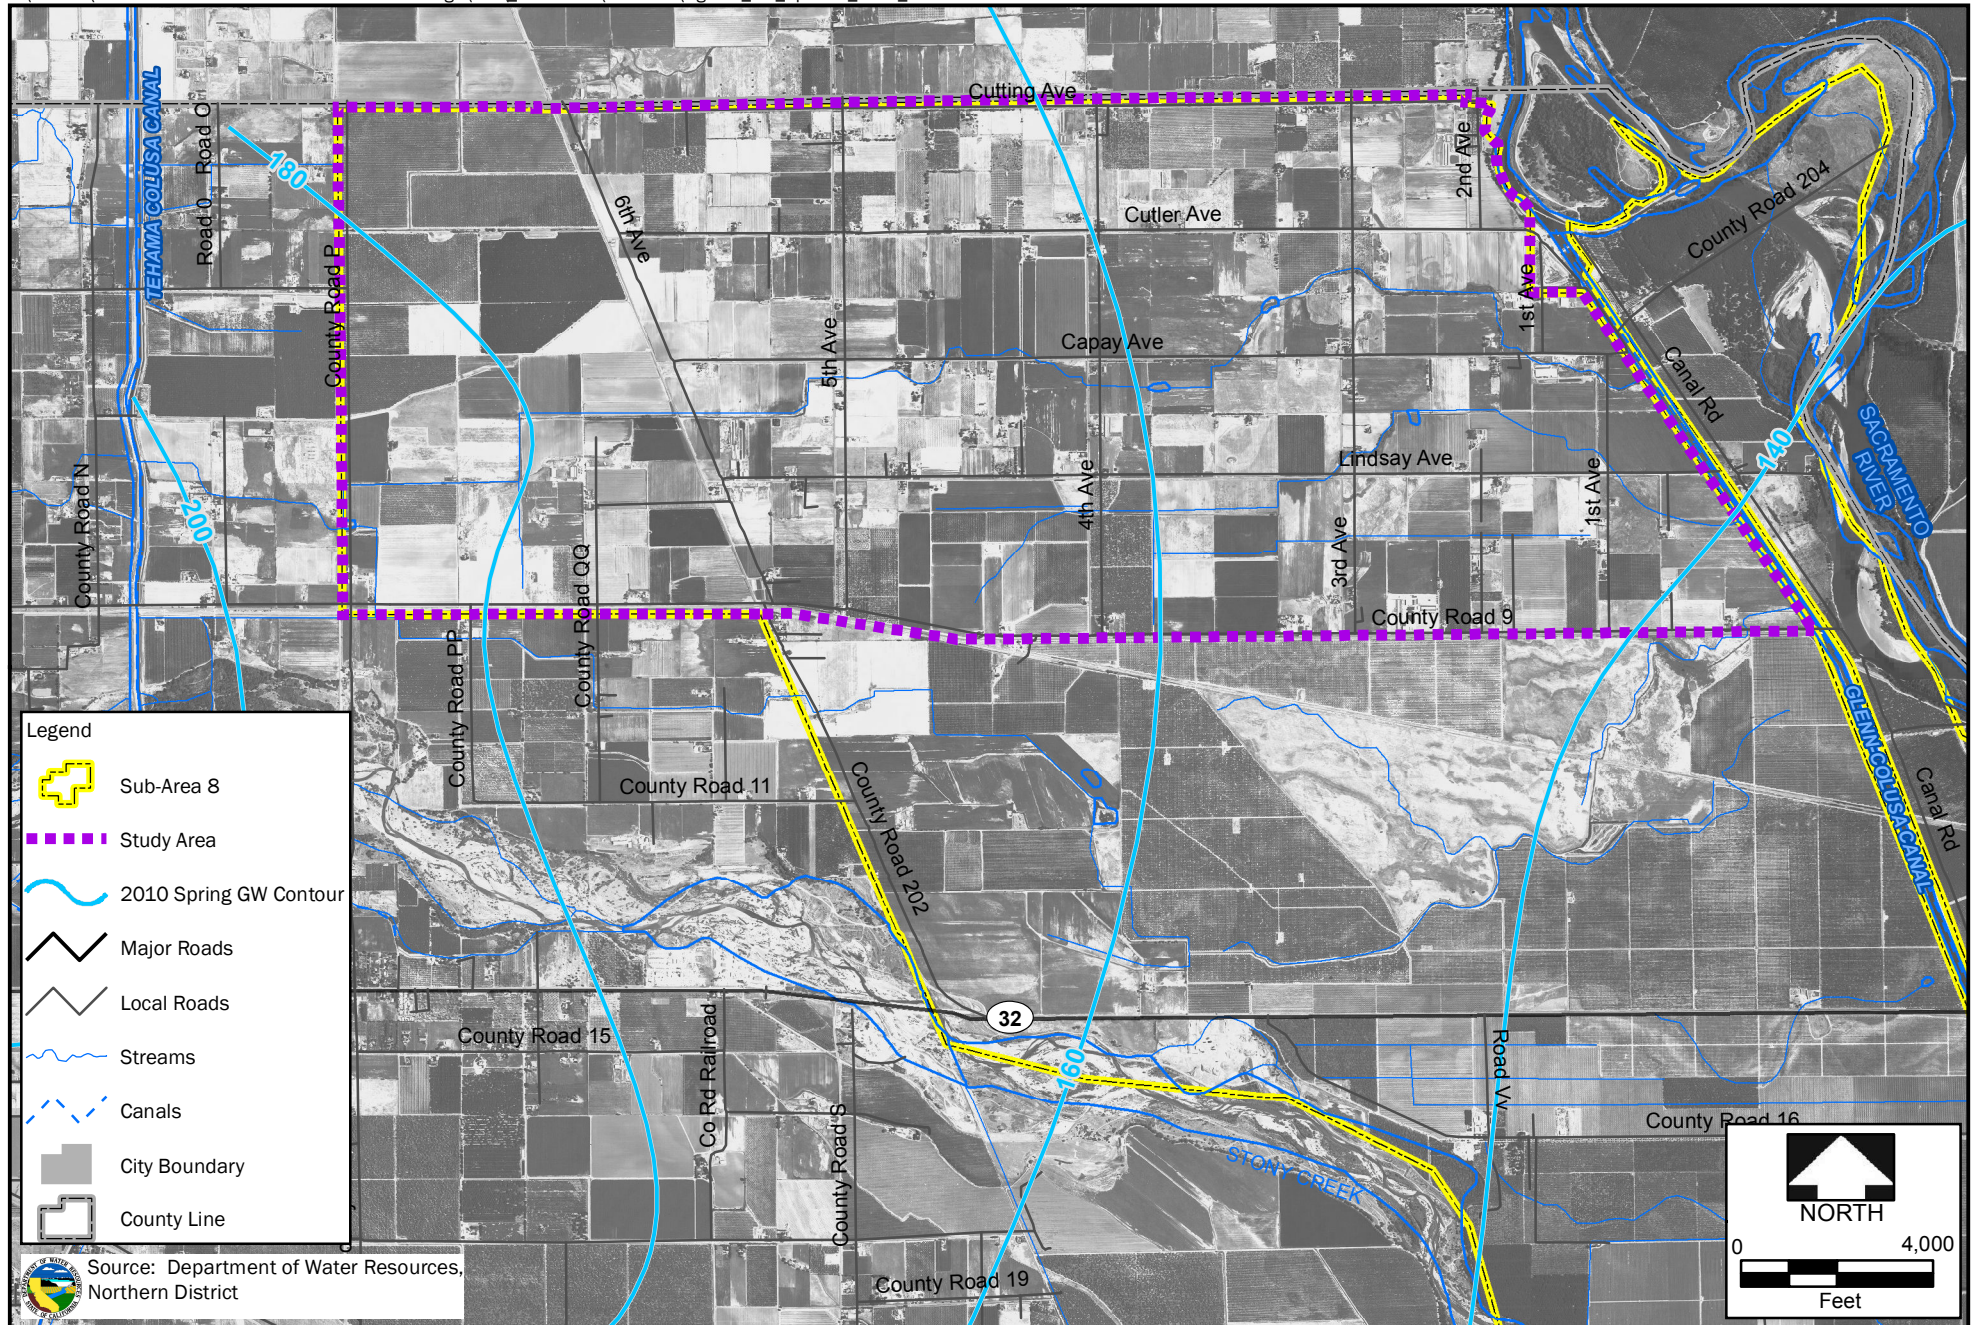 Cutting Ave
TEHAMA COLUSA CANAL
Road O
Road O
180
2nd Ave
6th Ave
Cutler Ave
County Road 204
County Road P
1st Ave
5th Ave
Capay Ave
Canal Rd
SACRAMENTO
RIVER
140
County Road N
200
4th Ave
Lindsay Ave
1st Ave
3rd Ave
County Road QQ
County Road 9
County Road PP
GLENN-COLUSA CANAL
Canal Rd
County Road 11
County Road 202
32
County Road 15
Co Rd Railroad
160
Road VV
County Road S
County Road 16
STONY CREEK
County Road 19
Legend
Sub-Area 8
Study Area
2010 Spring GW Contour
Major Roads
Local Roads
Streams
Canals
City Boundary
County Line
Source: Department of Water Resources,
Northern District
NORTH
0 4,000
Feet